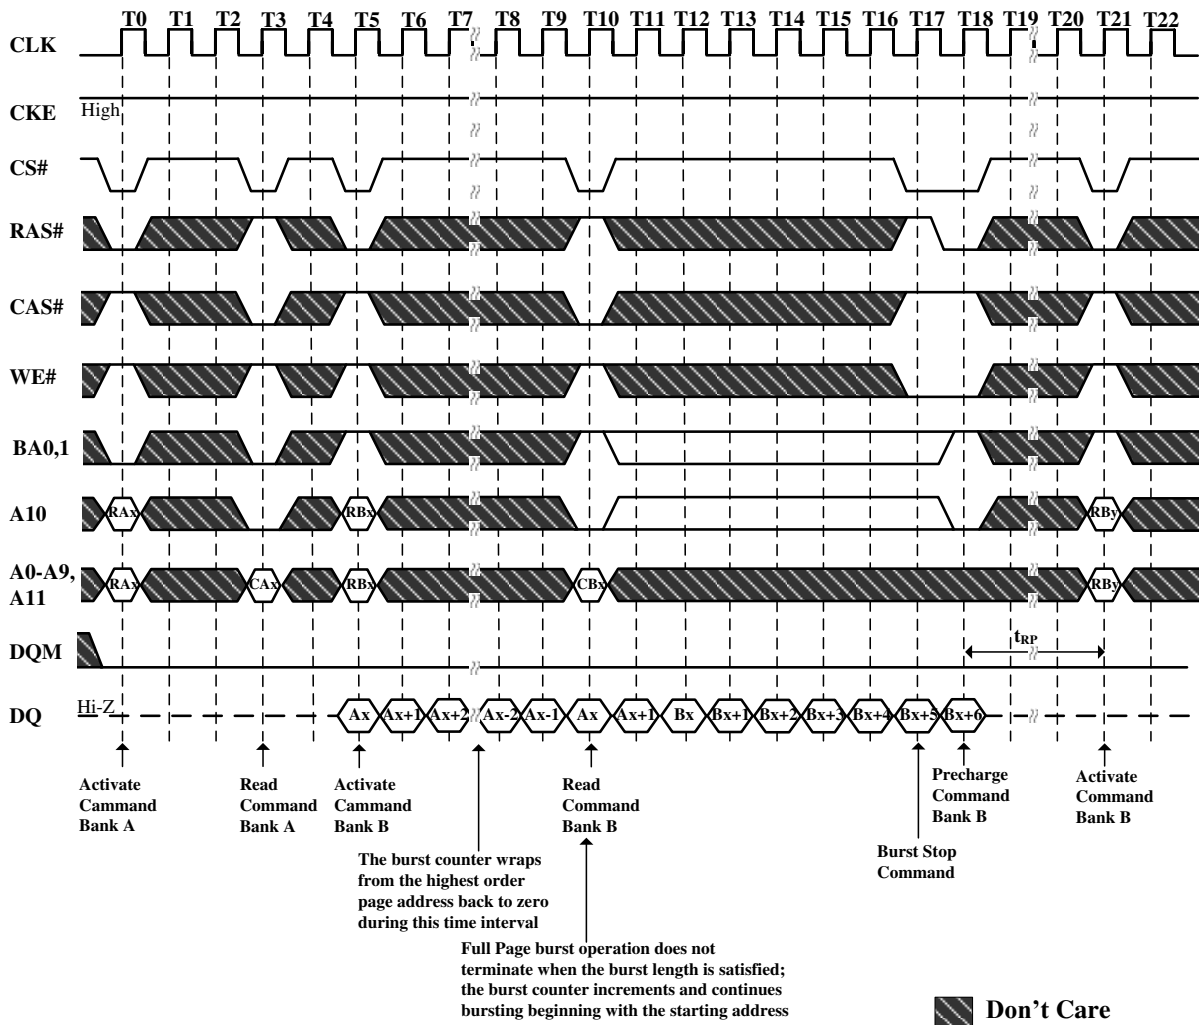 T0 T1 T2 T3 T4 T5 T6 T7 T8 T9 T10 T11 T12 T13 T14 T15 T16 T17 T18 T19 T20 T21 T22
CLK
CKE High
CS#
RAS#
CAS#
WE#
BA0,1
A10 RAx RBx RBy
A0-A9,
A11 RAx CAx RBx CBx RBy
DQM tRP
DQ Hi-Z Ax Ax+1 Ax+2 Ax-2 Ax-1 Ax Ax+1 Bx Bx+1 Bx+2 Bx+3 Bx+4 Bx+5 Bx+6
Activate
Cammand
Bank A
Read
Command
Bank A
Activate
Cammand
Bank B
Read
Command
Bank B
Precharge
Command
Bank B
Activate
Command
Bank B
The burst counter wraps
from the highest order
page address back to zero
during this time interval
Burst Stop
Command
Full Page burst operation does not
terminate when the burst length is satisfied;
the burst counter increments and continues
bursting beginning with the starting address
Don't Care